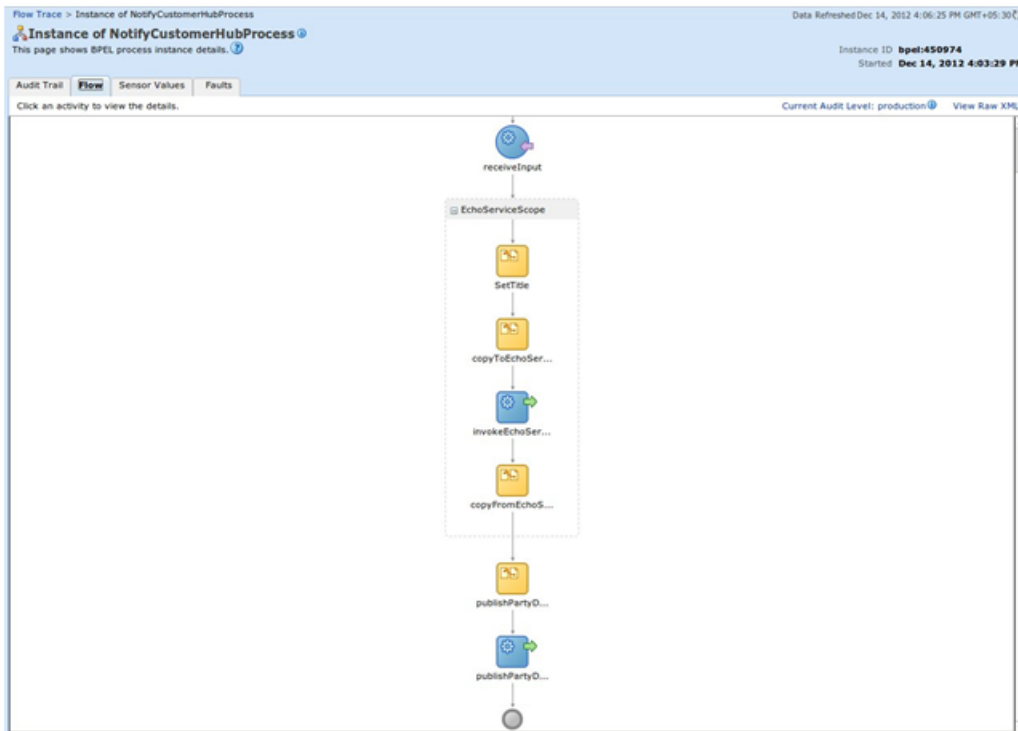 Flow Trace > Instance of NotifyCustomerHubProcess
Data Refreshed Dec 14, 2012 4:06:25 PM GMT+05:30
Instance of NotifyCustomerHubProcess
This page shows BPEL process instance details.
Instance ID bpel:450974
Started Dec 14, 2012 4:03:29 PM
Audit Trail Flow Sensor Values Faults
Click an activity to view the details.
Current Audit Level: production View Raw XML
receiveInput
EchoServiceScope
SetTitle
copyToEchoSer...
invokeEchoSer...
copyFromEchoS...
publishPartyD...
publishPartyD...